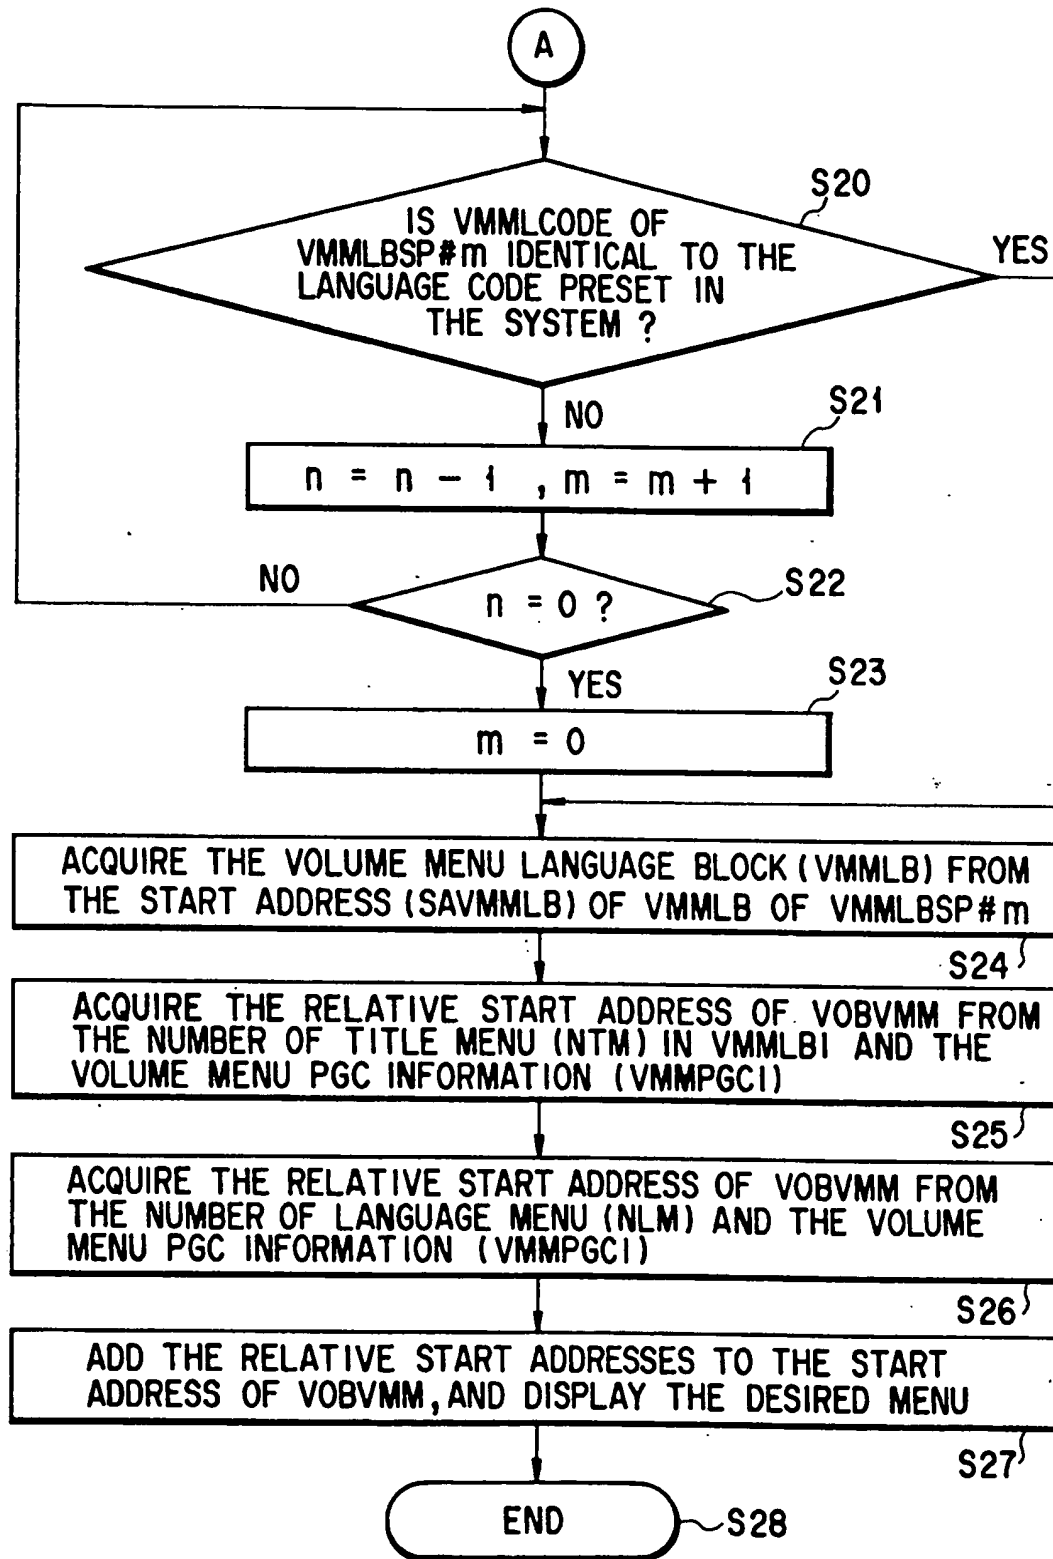 A
S20
IS VMMLCODE OF
VMMLBSP#m IDENTICAL TO THE
LANGUAGE CODE PRESET IN
THE SYSTEM ?
YES
NO
S21
n = n - 1 , m = m + 1
NO
n = 0 ?
S22
YES
S23
m = 0
ACQUIRE THE VOLUME MENU LANGUAGE BLOCK (VMMLB) FROM
THE START ADDRESS (SAVMMLB) OF VMMLB OF VMMLBSP#m
S24
ACQUIRE THE RELATIVE START ADDRESS OF VOBVMM FROM
THE NUMBER OF TITLE MENU (NTM) IN VMMLBI AND THE
VOLUME MENU PGC INFORMATION (VMMPGCI)
S25
ACQUIRE THE RELATIVE START ADDRESS OF VOBVMM FROM
THE NUMBER OF LANGUAGE MENU (NLM) AND THE VOLUME
MENU PGC INFORMATION (VMMPGCI)
S26
ADD THE RELATIVE START ADDRESSES TO THE START
ADDRESS OF VOBVMM, AND DISPLAY THE DESIRED MENU
S27
END
S28